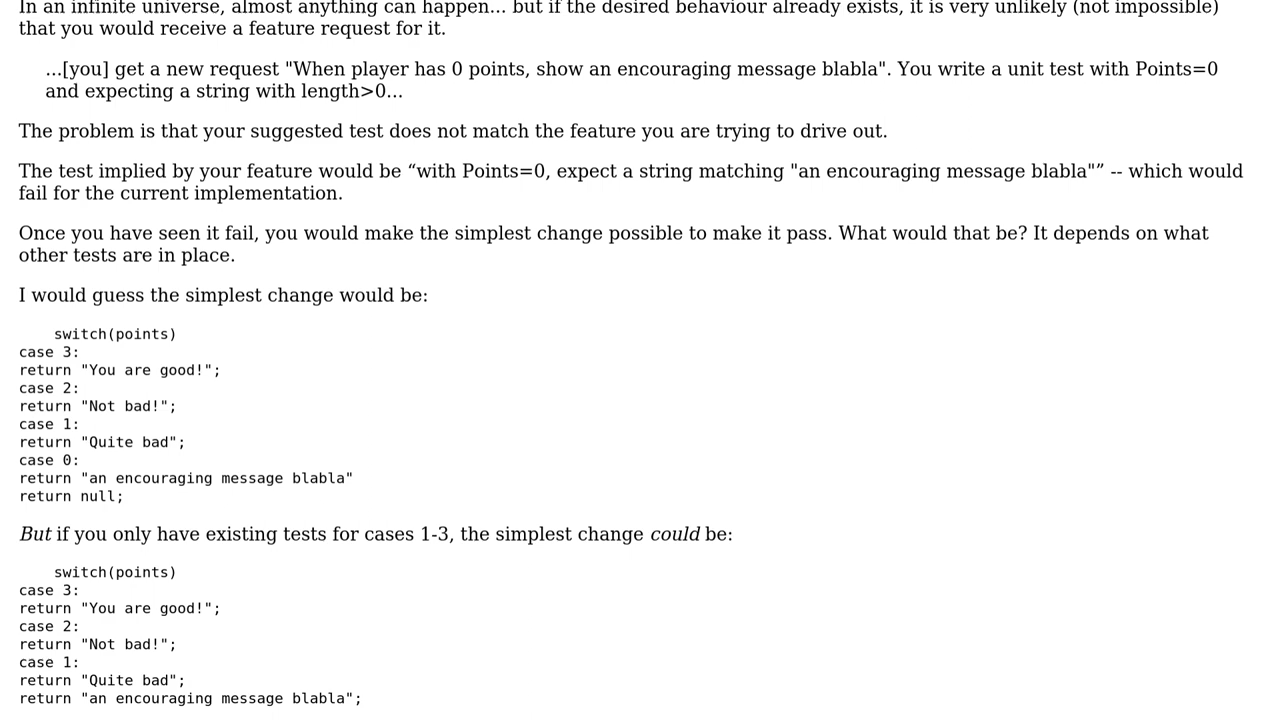 In an infinite universe, almost anything can happen... but if the desired behaviour already exists, it is very unlikely (not impossible)
that you would receive a feature request for it.
...[you] get a new request "When player has 0 points, show an encouraging message blabla". You write a unit test with Points=0
and expecting a string with length>0...
The problem is that your suggested test does not match the feature you are trying to drive out.
The test implied by your feature would be “with Points=0, expect a string matching "an encouraging message blabla"” -- which would
fail for the current implementation.
Once you have seen it fail, you would make the simplest change possible to make it pass. What would that be? It depends on what
other tests are in place.
I would guess the simplest change would be:
switch(points)
case 3:
return "You are good!";
case 2:
return "Not bad!";
case 1:
return "Quite bad";
case 0:
return "an encouraging message blabla"
return null;
But if you only have existing tests for cases 1-3, the simplest change could be:
switch(points)
case 3:
return "You are good!";
case 2:
return "Not bad!";
case 1:
return "Quite bad";
return "an encouraging message blabla";